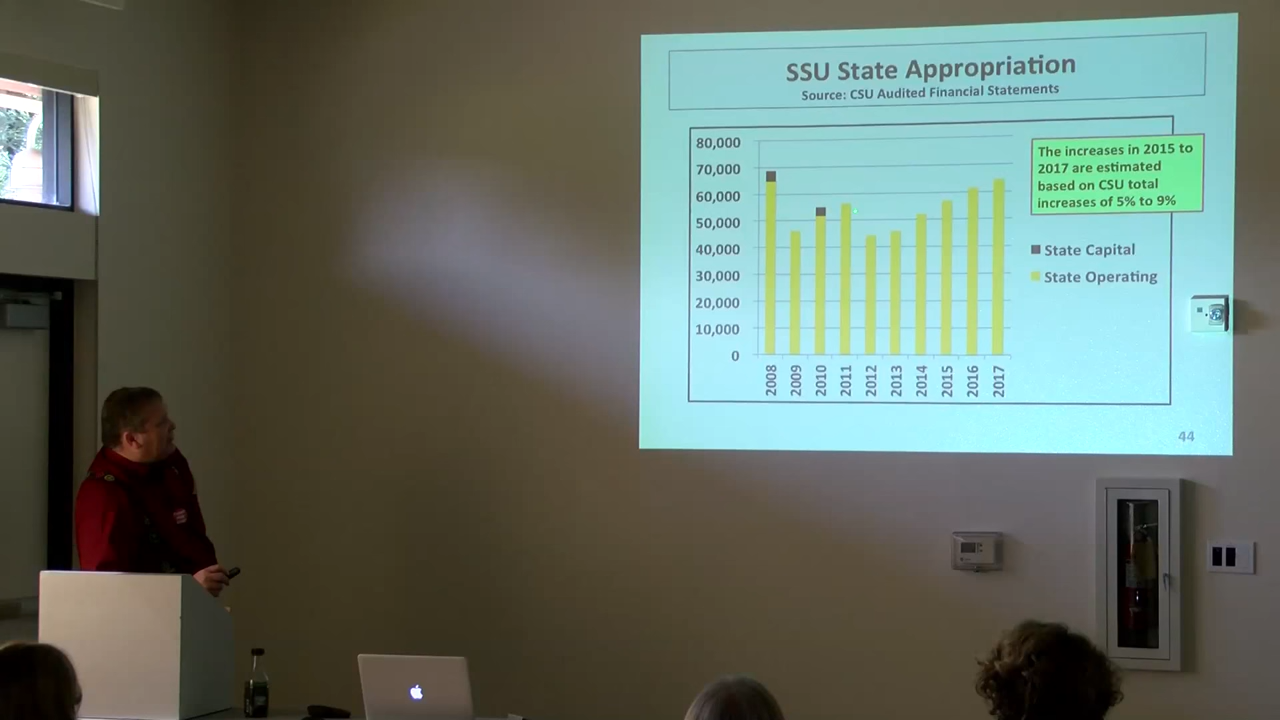 SSU State Appropriation
Source: CSU Audited Financial Statements
80,000
70,000
60,000
50,000
40,000
30,000
20,000
10,000
0
2008
2009
2010
2011
2012
2013
2014
2015
2016
2017
The increases in 2015 to
2017 are estimated
based on CSU total
increases of 5% to 9%
State Capital
State Operating
44